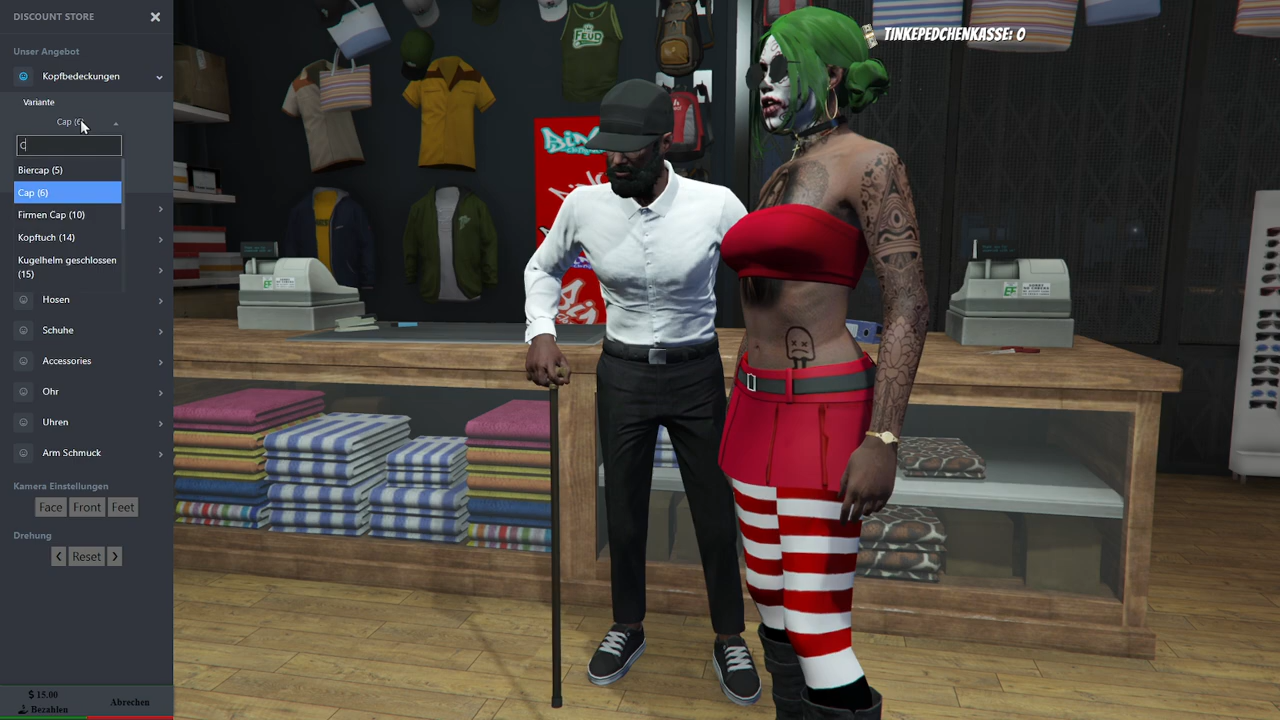 DISCOUNT STORE
Unser Angebot
Kopfbedeckungen
Variante
Cap (6)
C
Biercap (5)
Cap (6)
Firmen Cap (10)
Kopftuch (14)
Kugelhelm geschlossen
(15)
Hosen
Schuhe
Accessories
Ohr
Uhren
Arm Schmuck
Kamera Einstellungen
Face Front Feet
Drehung
< Reset >
$ 15.00
Bezahlen
Abrechen
TINKEPEDCHENKASSE: 0
FEUD